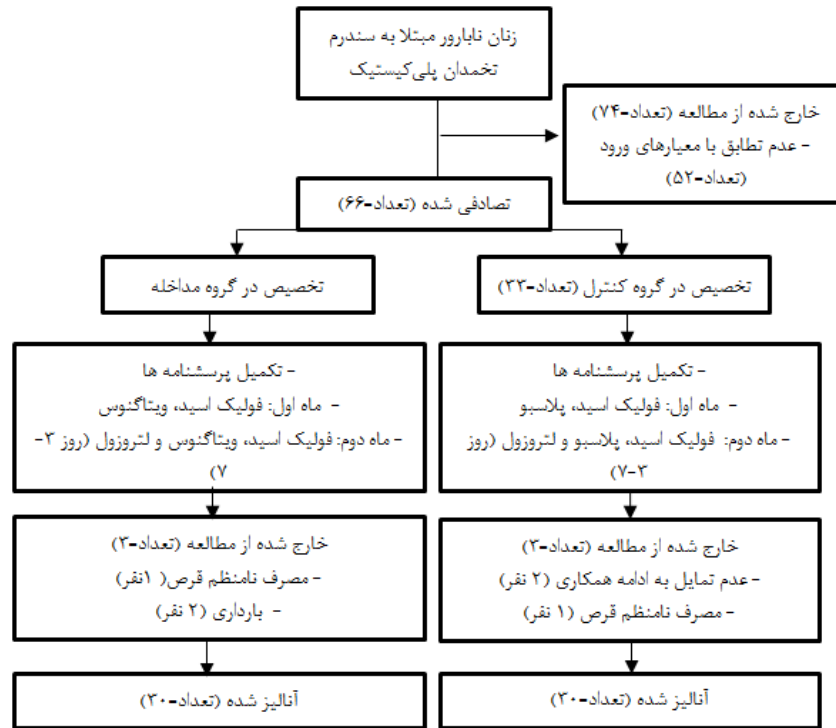 زنان نابارور مبتلا به سندرم
تخمدان پلی‌کیستیک
خارج شده از مطالعه (تعداد-۷۴)
- عدم تطابق با معیارهای ورود
(تعداد-۵۲)
تصادفی شده (تعداد-۶۶)
تخصیص در گروه کنترل (تعداد-۳۳)
تخصیص در گروه مداخله
- تکمیل پرسشنامه ها
- ماه اول: فولیک اسید، پلاسبو
- ماه دوم: فولیک اسید، پلاسبو و لتروزول (روز
۳-۷)
- تکمیل پرسشنامه ها
- ماه اول: فولیک اسید، ویتاگنوس
- ماه دوم: فولیک اسید، ویتاگنوس و لتروزول (روز ۳-
۷)
خارج شده از مطالعه (تعداد-۳)
- عدم تمایل به ادامه همکاری (۲ نفر)
- مصرف نامنظم قرص (۱ نفر)
خارج شده از مطالعه (تعداد-۳)
- مصرف نامنظم قرص( ۱نفر)
- بارداری (۲ نفر)
آنالیز شده (تعداد-۳۰)
آنالیز شده (تعداد-۳۰)